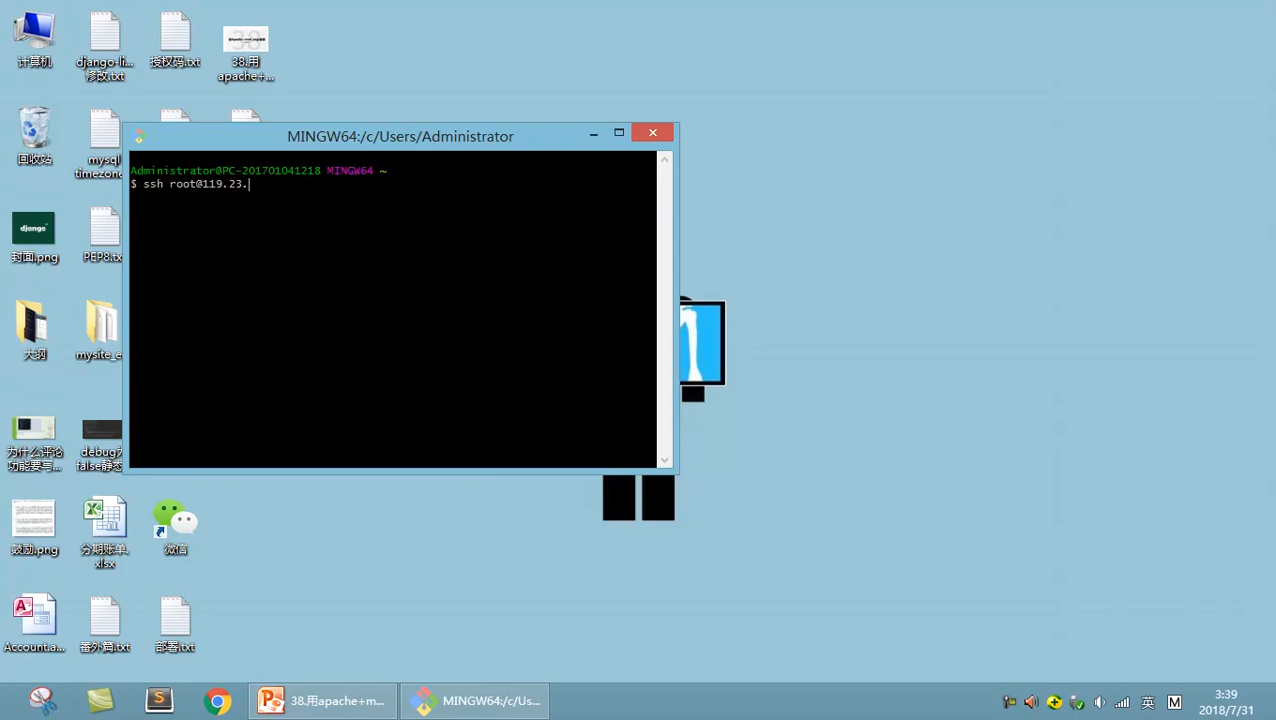 计算机
django-li...
修改.txt
授权码.txt
38.用
apache+...
回收站
mysql
timezone
封面.png
django
PEP8.tx
大纲
mysite_e
为什么评论
功能要写...
debug为
false静态
鼓励.png
分期账单.
xlsx
微信
Account.a...
番外篇.txt
部署.txt
MINGW64:/c/Users/Administrator
Administrator@PC-201701041218 MINGW64 ~
$ ssh root@119.23.
38.用apache+m...
MINGW64:/c/Us...
英
M
3:39
2018/7/31